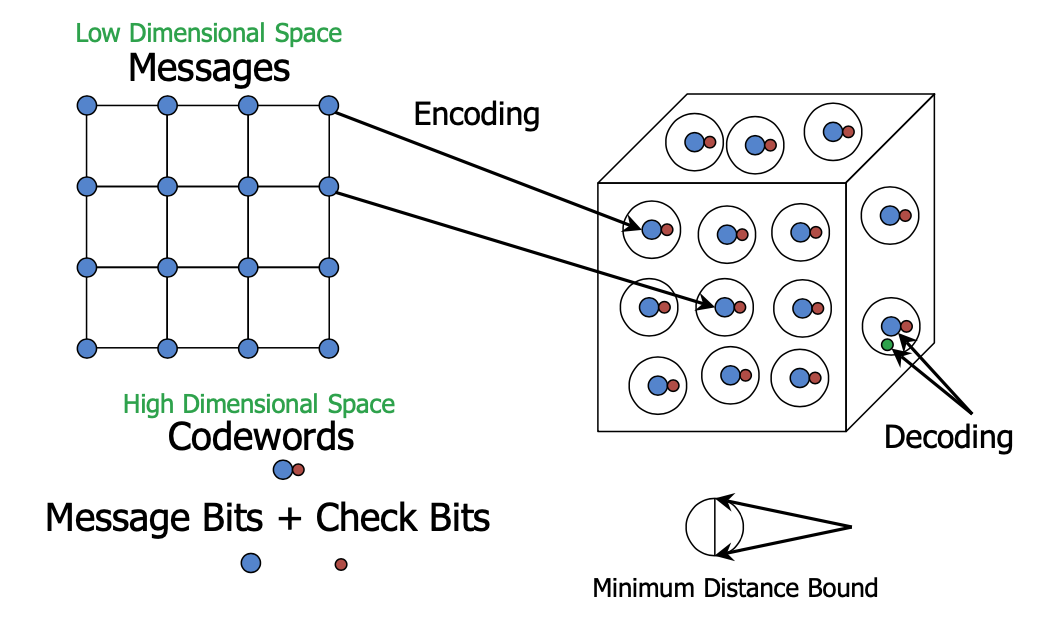 Low Dimensional Space
Messages
Encoding
High Dimensional Space
Codewords
Message Bits + Check Bits
Decoding
Minimum Distance Bound